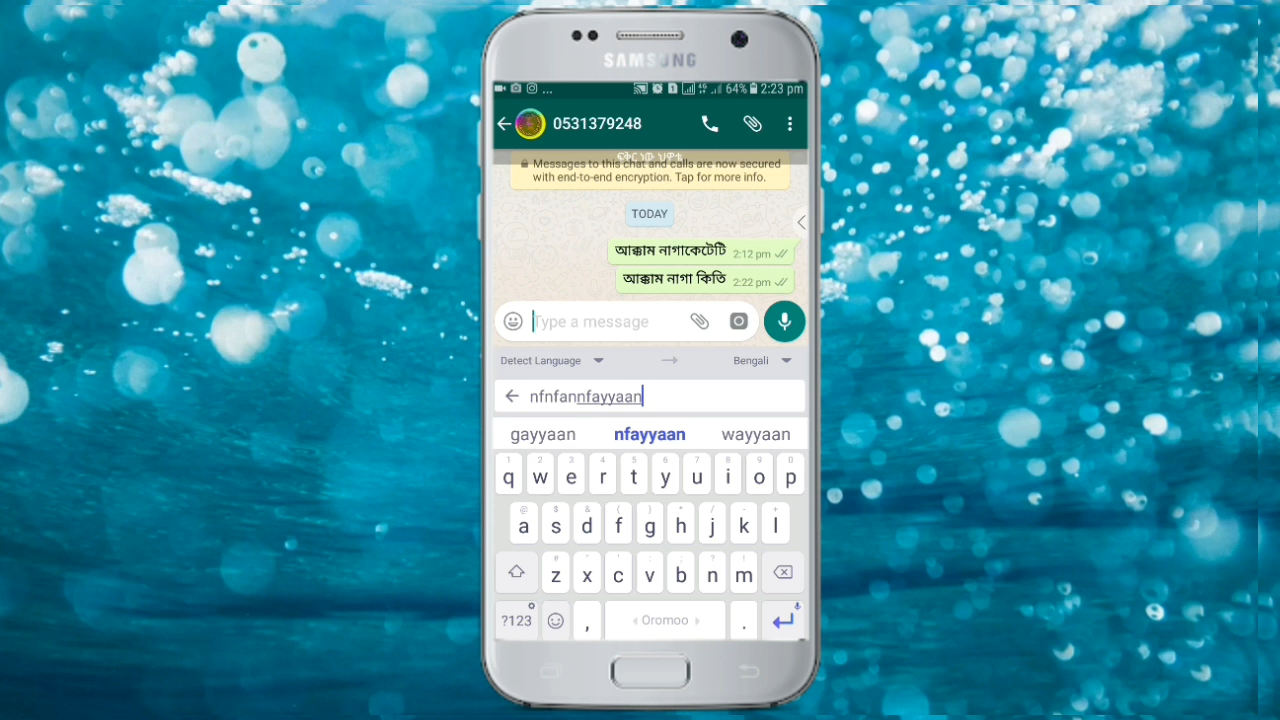 SAMSUNG
... 64% 2:23 pm
0531379248
Messages to this chat and calls are now secured
with end-to-end encryption. Tap for more info.
TODAY
আক্কাম নাগাকেটেটি 2:12 pm
আক্কাম নাগা কিতি 2:22 pm
Type a message
Detect Language → Bengali
nfnfannfayyaan
gayyaan nfayyaan wayyaan
1 2 3 4 5 6 7 8 9 0
q w e r t y u i o p
@ $ & ( ) * / - +
a s d f g h j k l
z x c v b n m
?123 , Oromoo .